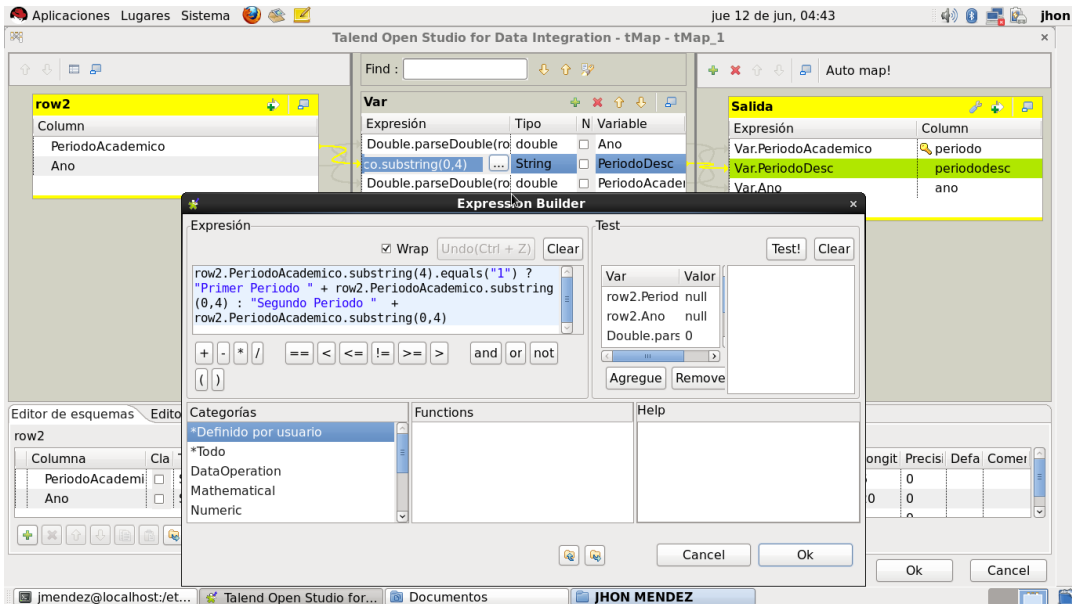 Aplicaciones Lugares Sistema jue 12 de jun, 04:43 jhon
Talend Open Studio for Data Integration - tMap - tMap_1 ×
Find : Auto map!
row2
Column
PeriodoAcademico
Ano
Var
Expresión Tipo N Variable
Double.parseDouble(ro double Ano
co.substring(0,4) ... String PeriodoDesc
Double.parseDouble(ro double PeriodoAcader
Salida
Expresión Column
Var.PeriodoAcademico periodo
Var.PeriodoDesc periododesc
Var.Ano ano
Expression Builder ×
Expresión
Wrap Undo(Ctrl + Z) Clear
row2.PeriodoAcademico.substring(4).equals("1") ?
"Primer Periodo " + row2.PeriodoAcademico.substring
(0,4) : "Segundo Periodo " +
row2.PeriodoAcademico.substring(0,4)
+ - * / == < <= != >= > and or not
( )
Test
Test! Clear
Var Valor
row2.Period null
row2.Ano null
Double.pars 0
Agregue Remove
Categorías
*Definido por usuario
*Todo
DataOperation
Mathematical
Numeric
Functions
Help
Cancel Ok
Editor de esquemas Edito
row2
Columna Cla
PeriodoAcademi
Ano
ongit Precisi Defa Comer
0
0 0
Ok Cancel
jmendez@localhost:/et... Talend Open Studio for... Documentos JHON MENDEZ